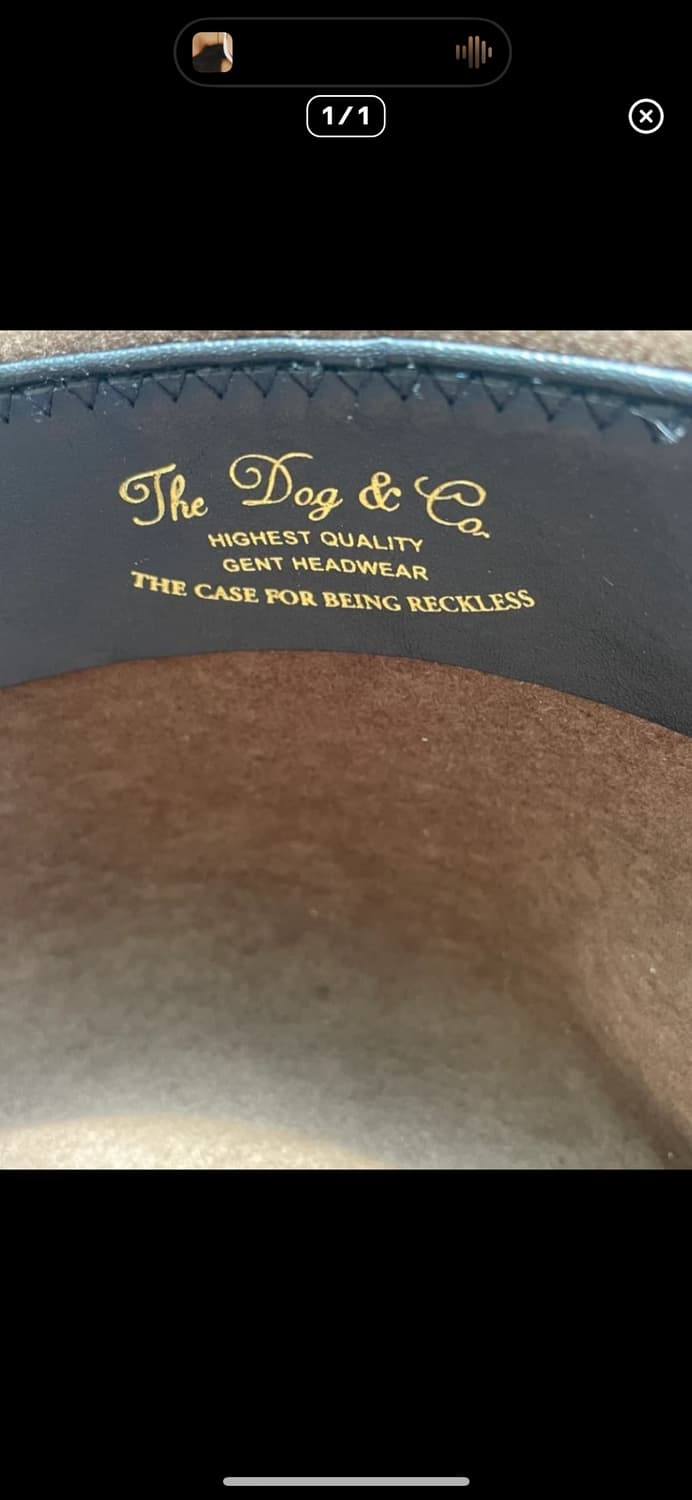 1/1
The Dog & Co.
HIGHEST QUALITY
GENT HEADWEAR
THE CASE FOR BEING RECKLESS